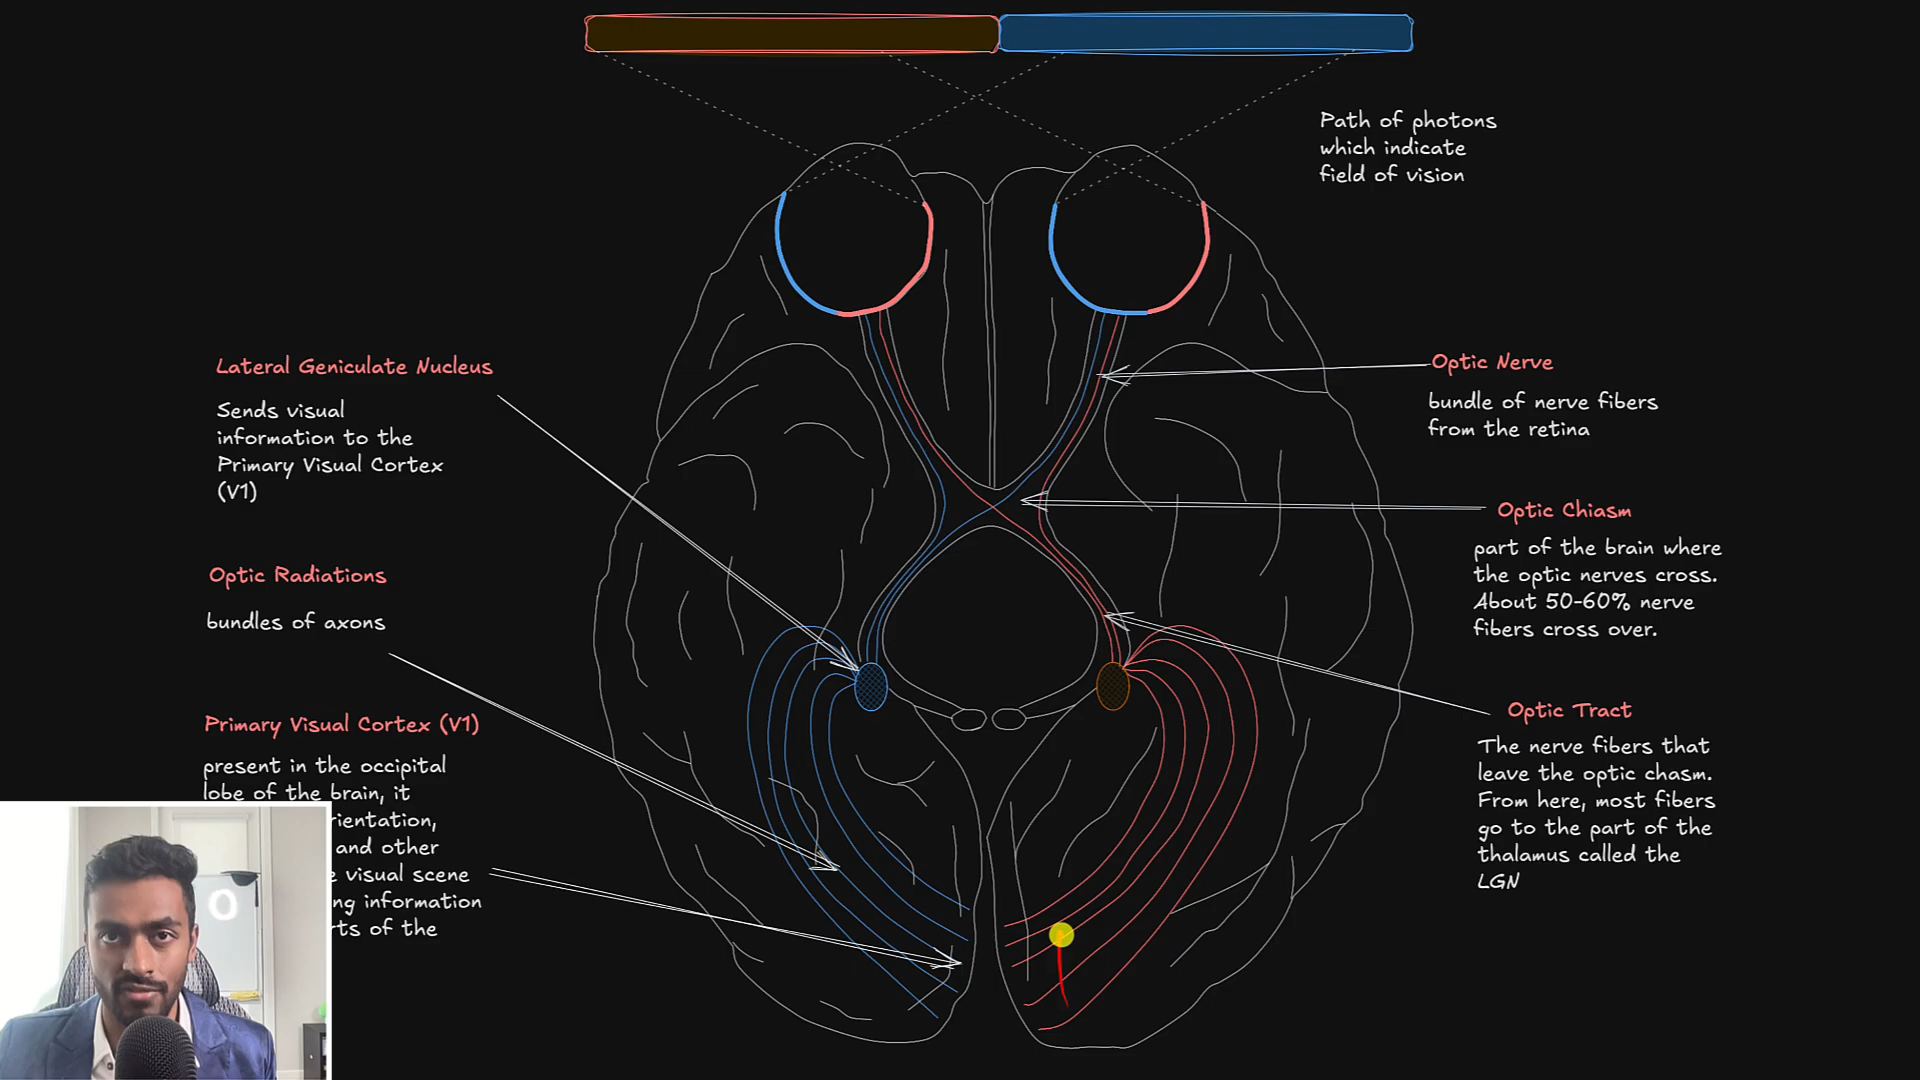 Path of photons
which indicate
field of vision
Lateral Geniculate Nucleus
Sends visual
information to the
Primary Visual Cortex
(V1)
Optic Radiations
bundles of axons
Primary Visual Cortex (V1)
present in the occipital
lobe of the brain, it
and other
visual scene
information
of the
Optic Nerve
bundle of nerve fibers
from the retina
Optic Chiasm
part of the brain where
the optic nerves cross.
About 50-60% nerve
fibers cross over.
Optic Tract
The nerve fibers that
leave the optic chasm.
From here, most fibers
go to the part of the
thalamus called the
LGN